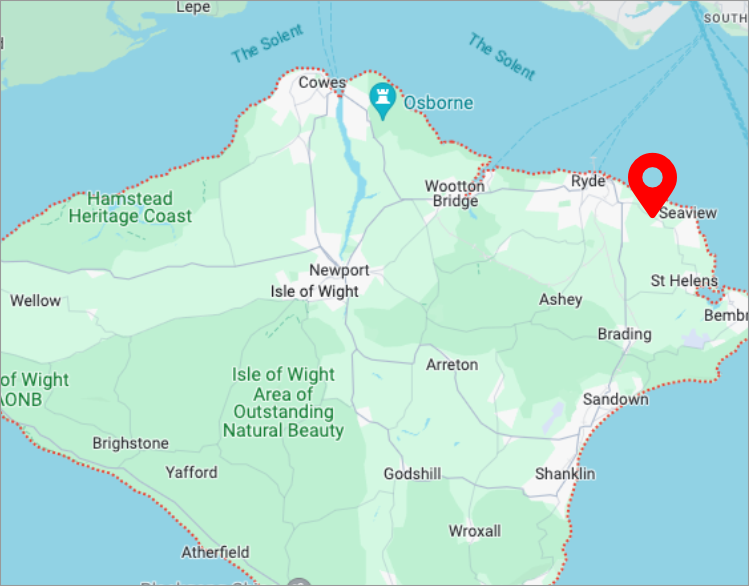 Lepe
SOUTH
The Solent
The Solent
Cowes
Osborne
Ryde
Wootton
Bridge
Hamstead
Heritage Coast
Seaview
Newport
Isle of Wight
St Helens
Wellow
Ashey
Bembr
Brading
Arreton
of Wight
AONB
Isle of Wight
Area of
Outstanding
Natural Beauty
Sandown
Brighstone
Yafford
Godshill
Shanklin
Wroxall
Atherfield